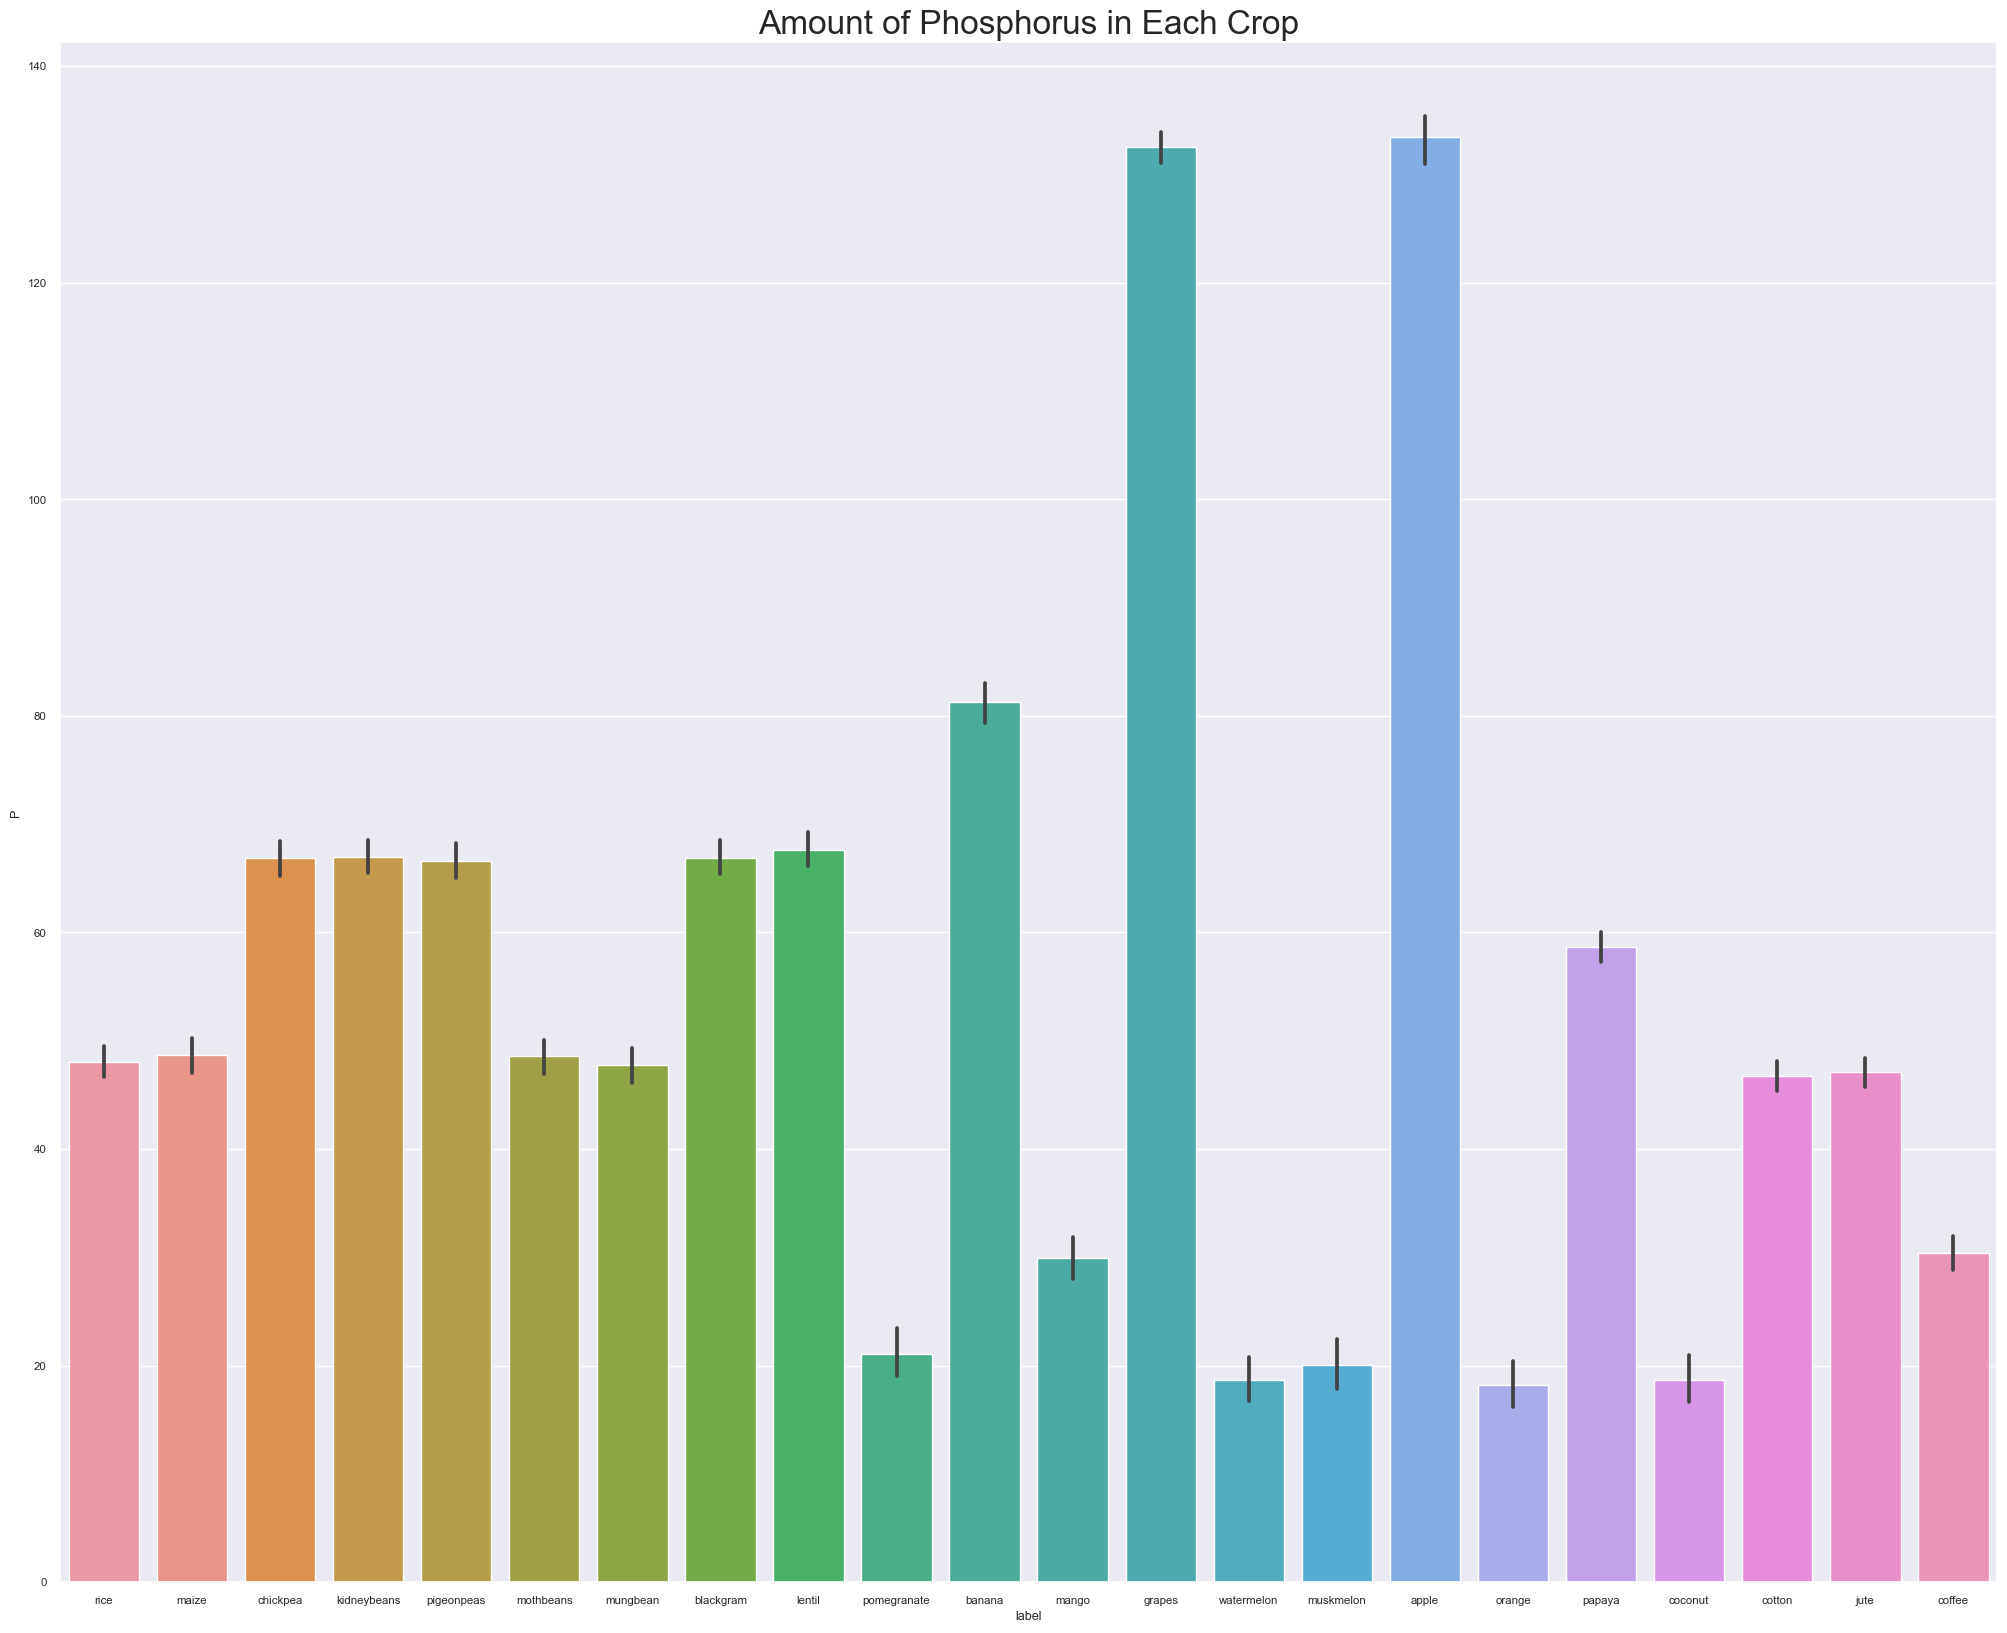 Amount of Phosphorus in Each Crop
140
120
100
80
60
40
20
0
P
rice maize chickpea kidneybeans pigeonpeas mothbeans mungbean blackgram lentil pomegranate banana mango grapes watermelon muskmelon apple orange papaya coconut cotton jute coffee
label